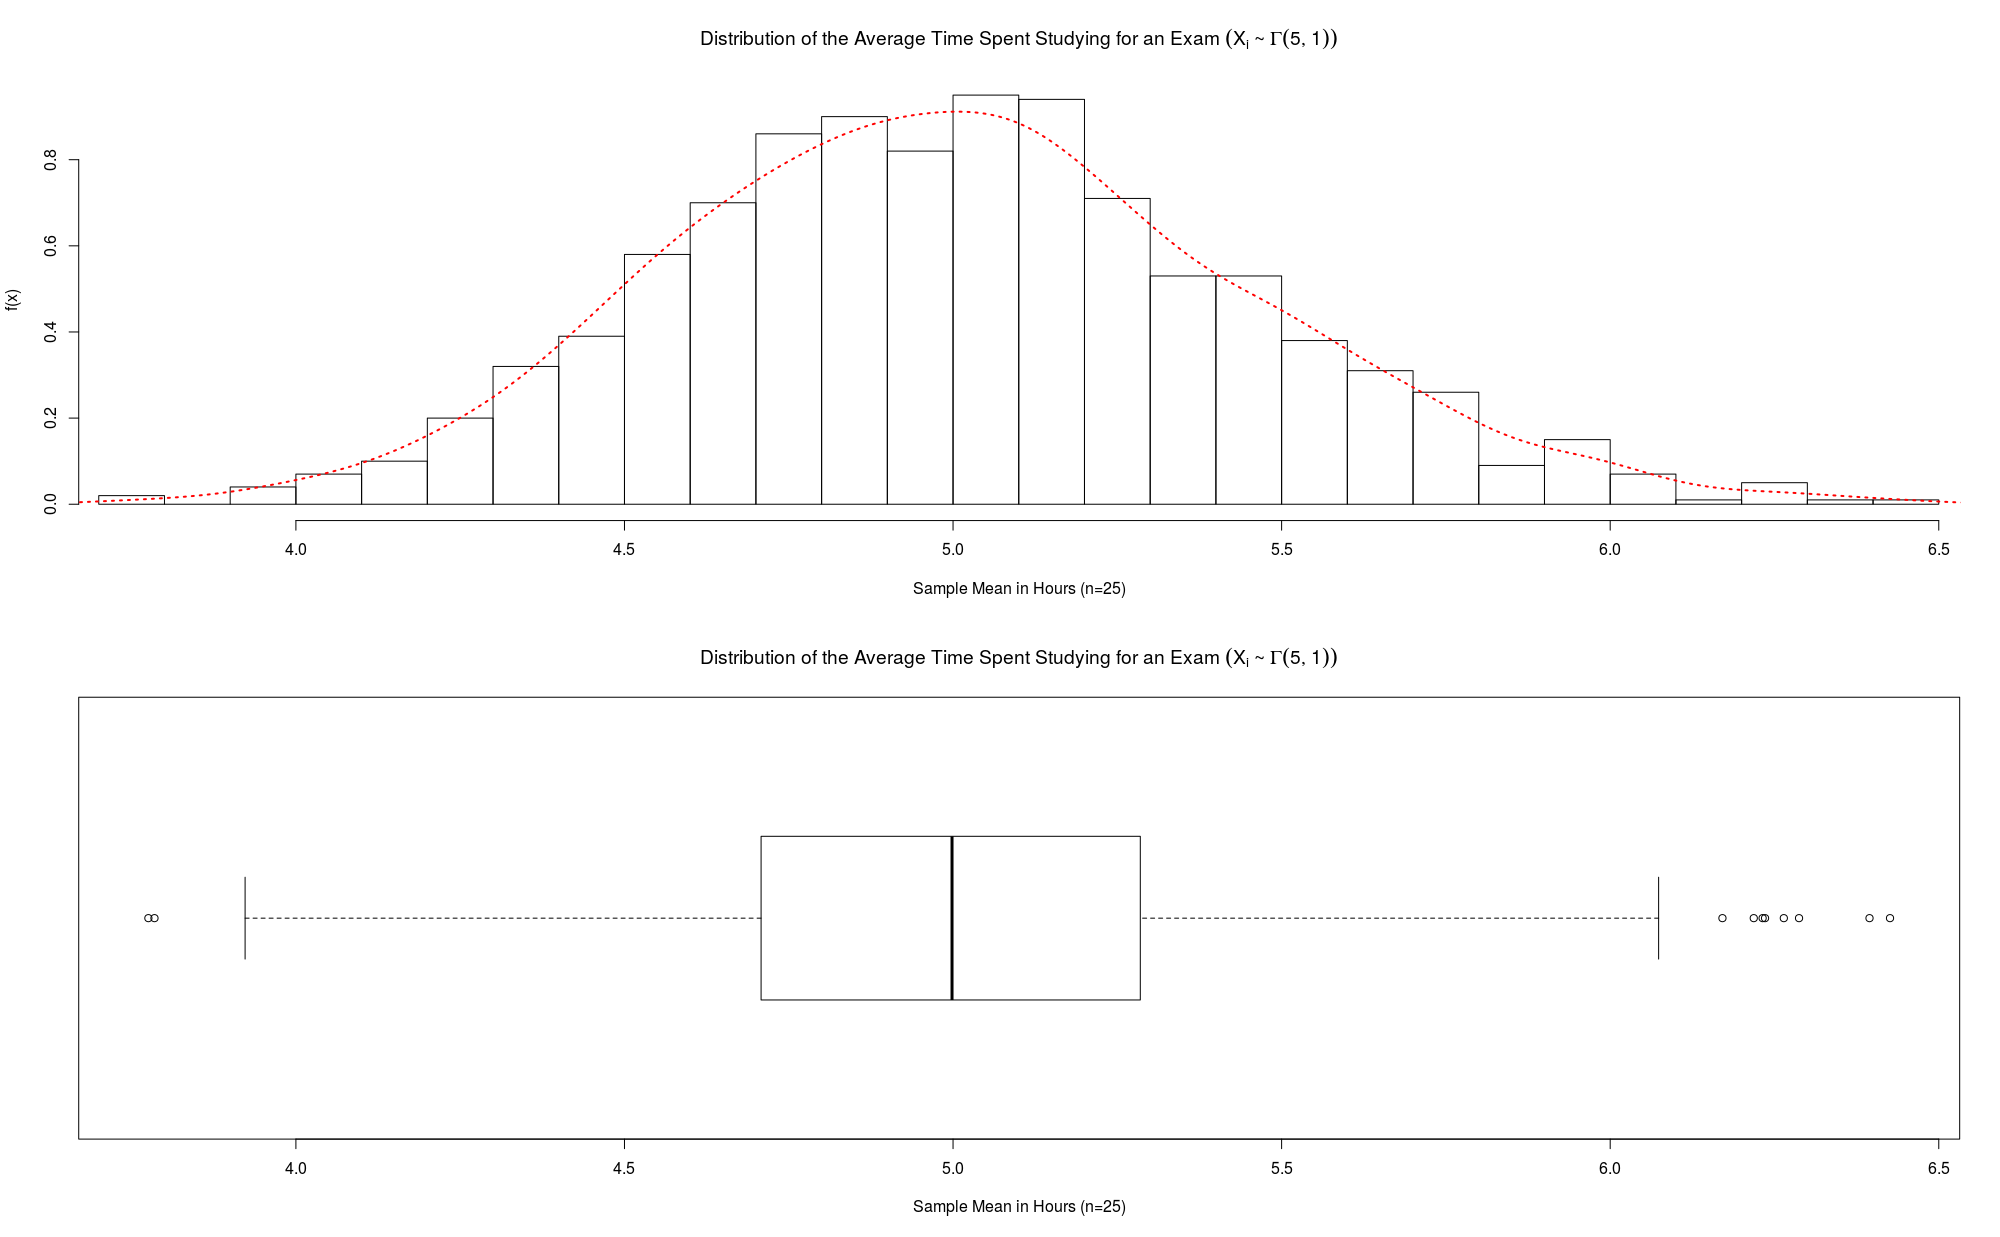 Distribution of the Average Time Spent Studying for an Exam (Xi ~ Γ(5, 1))
f(x)
0.8
0.6
0.4
0.2
0.0
4.0 4.5 5.0 5.5 6.0 6.5
Sample Mean in Hours (n=25)
Distribution of the Average Time Spent Studying for an Exam (Xi ~ Γ(5, 1))
4.0 4.5 5.0 5.5 6.0 6.5
Sample Mean in Hours (n=25)